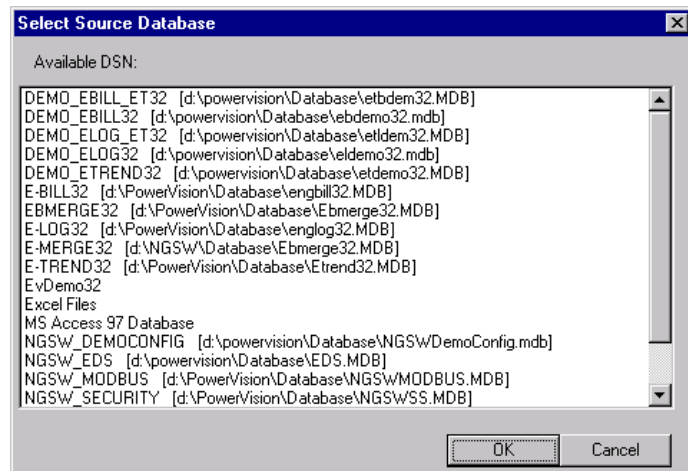 Select Source Database
Available DSN:
DEMO_EBILL_ET32 [d:\powervision\Database\etbdem32.MDB]
DEMO_EBILL32 [d:\powervision\Database\ebdemo32.mdb]
DEMO_ELOG_ET32 [d:\powervision\Database\etldem32.MDB]
DEMO_ELOG32 [d:\powervision\Database\eldemo32.mdb]
DEMO_ETREND32 [d:\powervision\Database\etdemo32.MDB]
E-BILL32 [d:\PowerVision\Database\engbill32.MDB]
EBMERGE32 [d:\PowerVision\Database\Ebmerge32.MDB]
E-LOG32 [d:\PowerVision\Database\englog32.MDB]
E-MERGE32 [d:\NGSW\Database\Ebmerge32.MDB]
E-TREND32 [d:\PowerVision\Database\Etrend32.MDB]
EvDemo32
Excel Files
MS Access 97 Database
NGSW_DEMOCONFIG [d:\powervision\Database\NGSWDemoConfig.mdb]
NGSW_EDS [d:\powervision\Database\EDS.MDB]
NGSW_MODBUS [d:\PowerVision\Database\NGSWMODBUS.MDB]
NGSW_SECURITY [d:\PowerVision\Database\NGSWSS.MDB]
OK Cancel